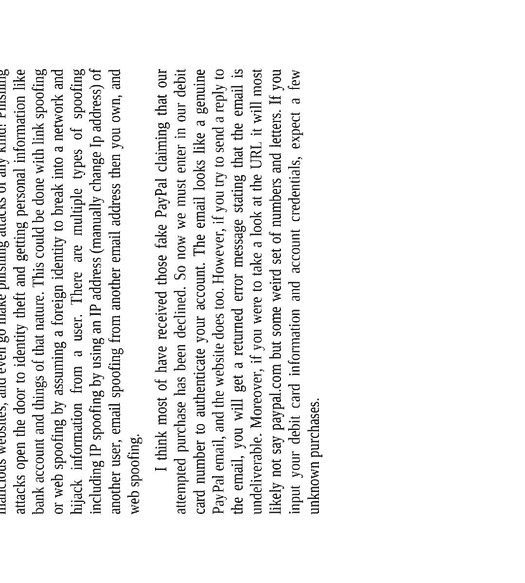 malicious websites, and even go make phishing attacks of any kind! Phishing
attacks open the door to identity theft and getting personal information like
bank account and things of that nature. This could be done with link spoofing
or web spoofing by assuming a foreign identity to break into a network and
hijack information from a user. There are multiple types of spoofing
including IP spoofing by using an IP address (manually change Ip address) of
another user, email spoofing from another email address then you own, and
web spoofing.
I think most of have received those fake PayPal claiming that our
attempted purchase has been declined. So now we must enter in our debit
card number to authenticate your account. The email looks like a genuine
PayPal email, and the website does too. However, if you try to send a reply to
the email, you will get a returned error message stating that the email is
undeliverable. Moreover, if you were to take a look at the URL it will most
likely not say paypal.com but some weird set of numbers and letters. If you
input your debit card information and account credentials, expect a few
unknown purchases.